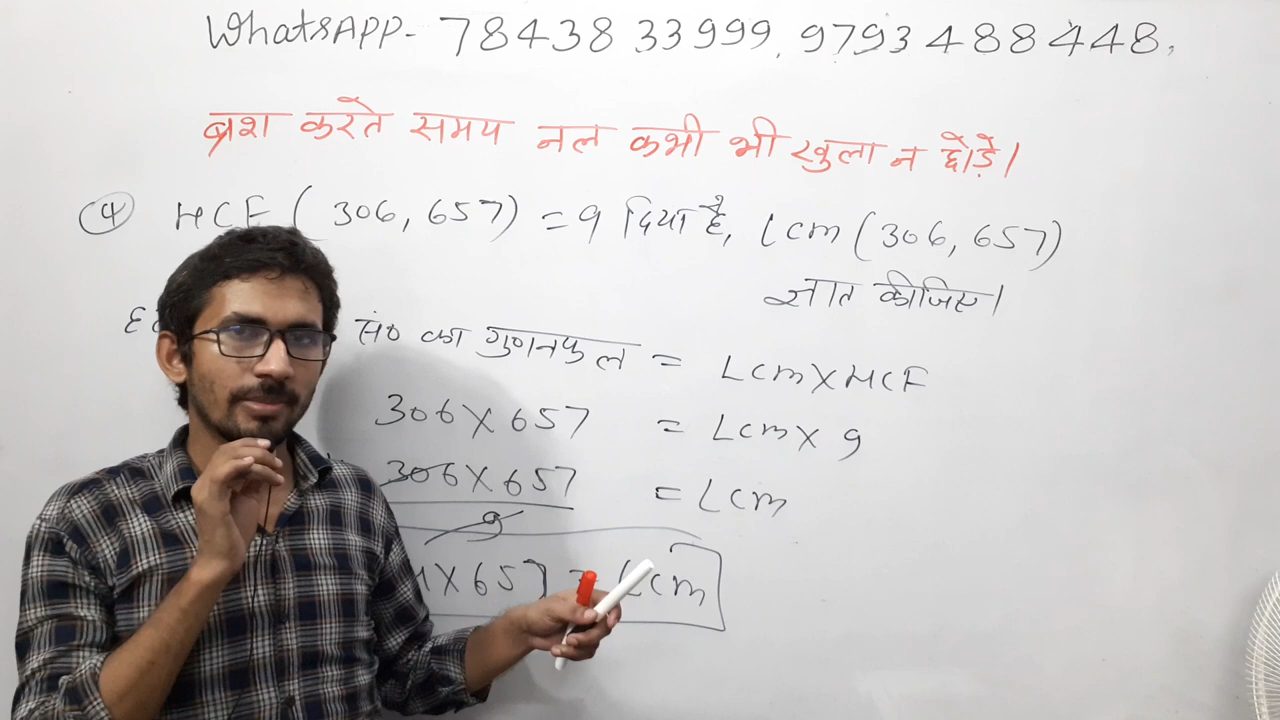 WhatsAPP- 7843833999, 9793488448,
ब्रश करते समय नल कभी भी खुला न छोड़े।
④ HCF (306, 657) = 9 दिया है, LCM (306, 657)
ज्ञात कीजिए।
सं० का गुणनफल = LCM X HCF
306 X 657 = LCM X 9
306 X 657 = LCM
9
X 657 = LCM